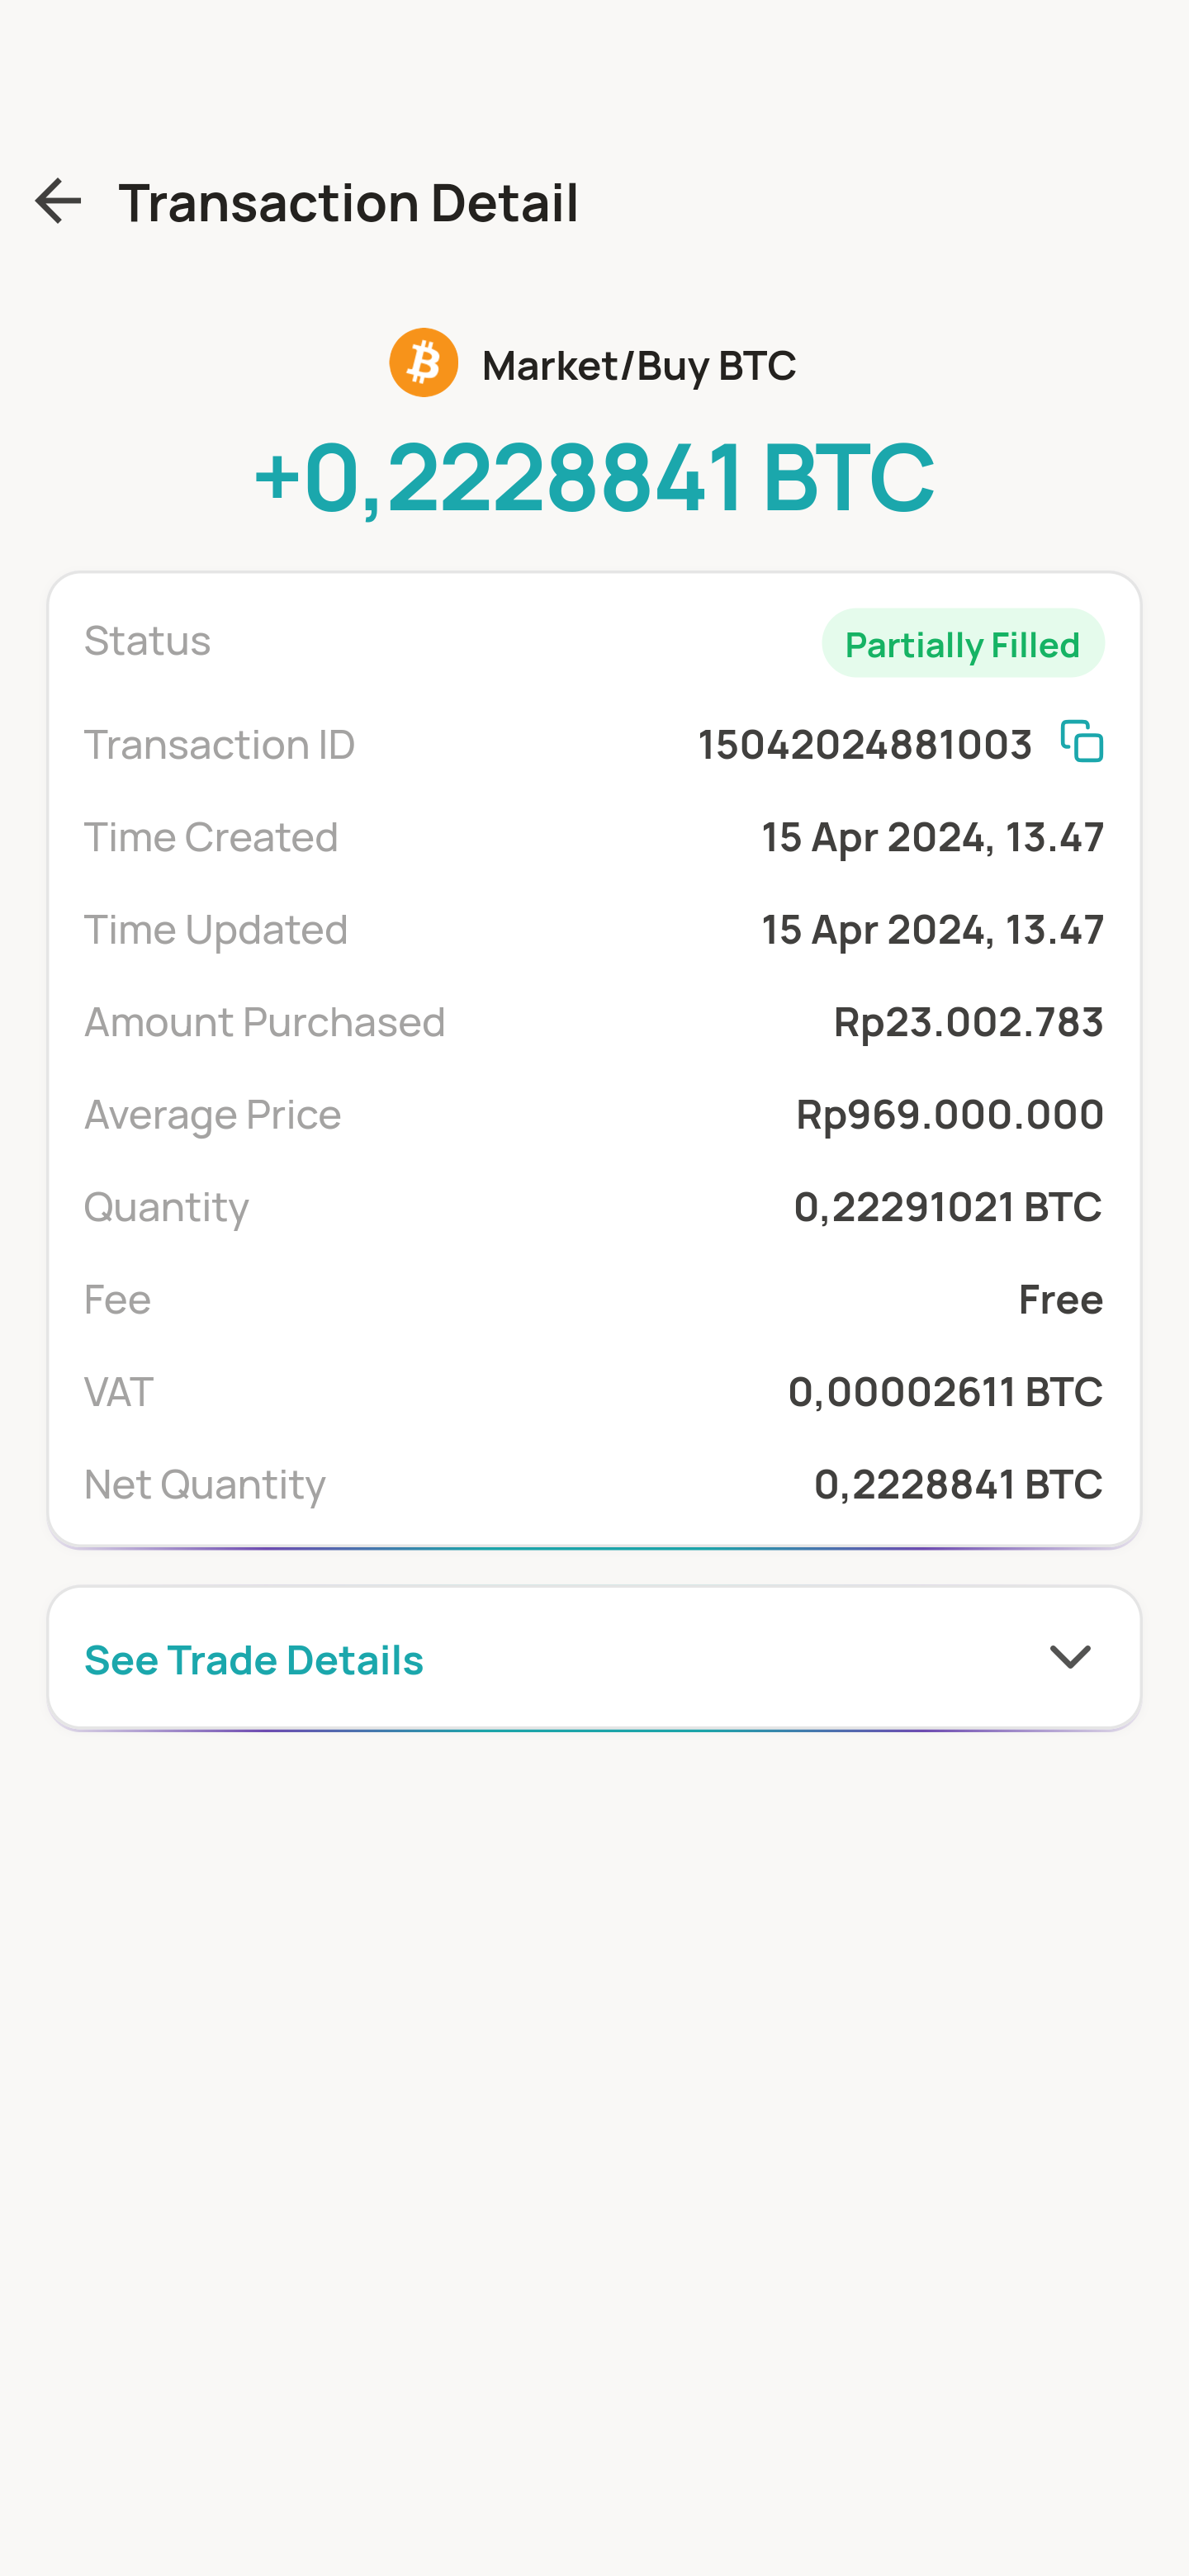 Transaction Detail
Market/Buy BTC
+0,2228841 BTC
Status Partially Filled
Transaction ID 15042024881003
Time Created 15 Apr 2024, 13.47
Time Updated 15 Apr 2024, 13.47
Amount Purchased Rp23.002.783
Average Price Rp969.000.000
Quantity 0,22291021 BTC
Fee Free
VAT 0,00002611 BTC
Net Quantity 0,2228841 BTC
See Trade Details